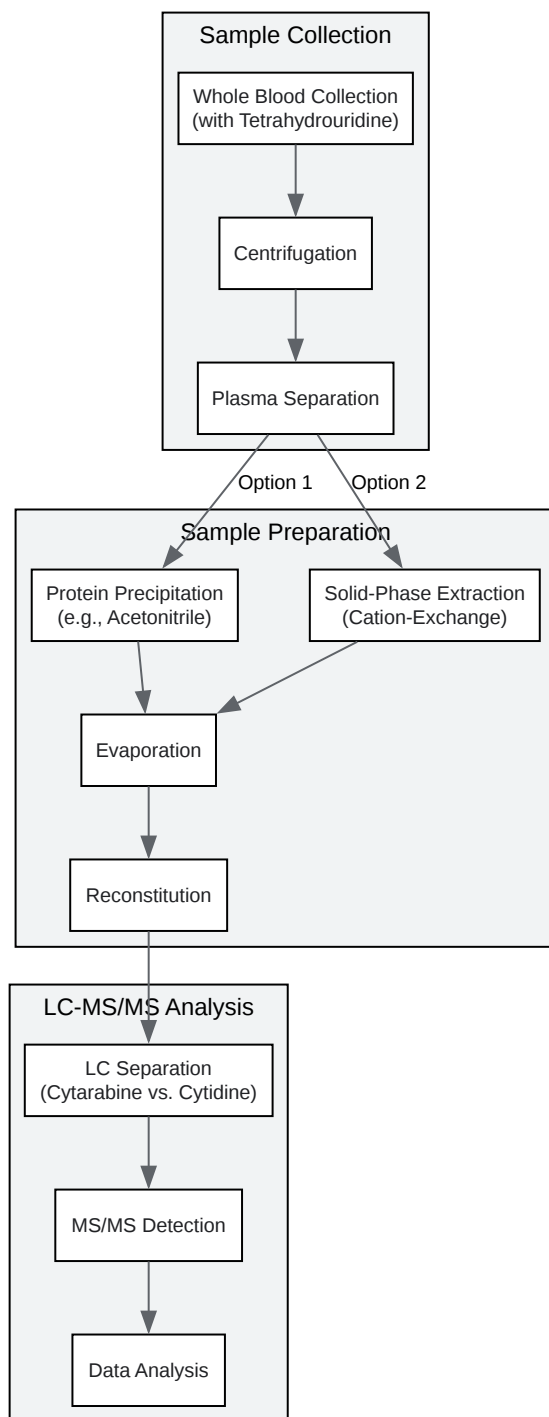 Sample Collection
Whole Blood Collection
(with Tetrahydrouridine)
Centrifugation
Plasma Separation
Option 1
Option 2
Sample Preparation
Protein Precipitation
(e.g., Acetonitrile)
Solid-Phase Extraction
(Cation-Exchange)
Evaporation
Reconstitution
LC-MS/MS Analysis
LC Separation
(Cytarabine vs. Cytidine)
MS/MS Detection
Data Analysis